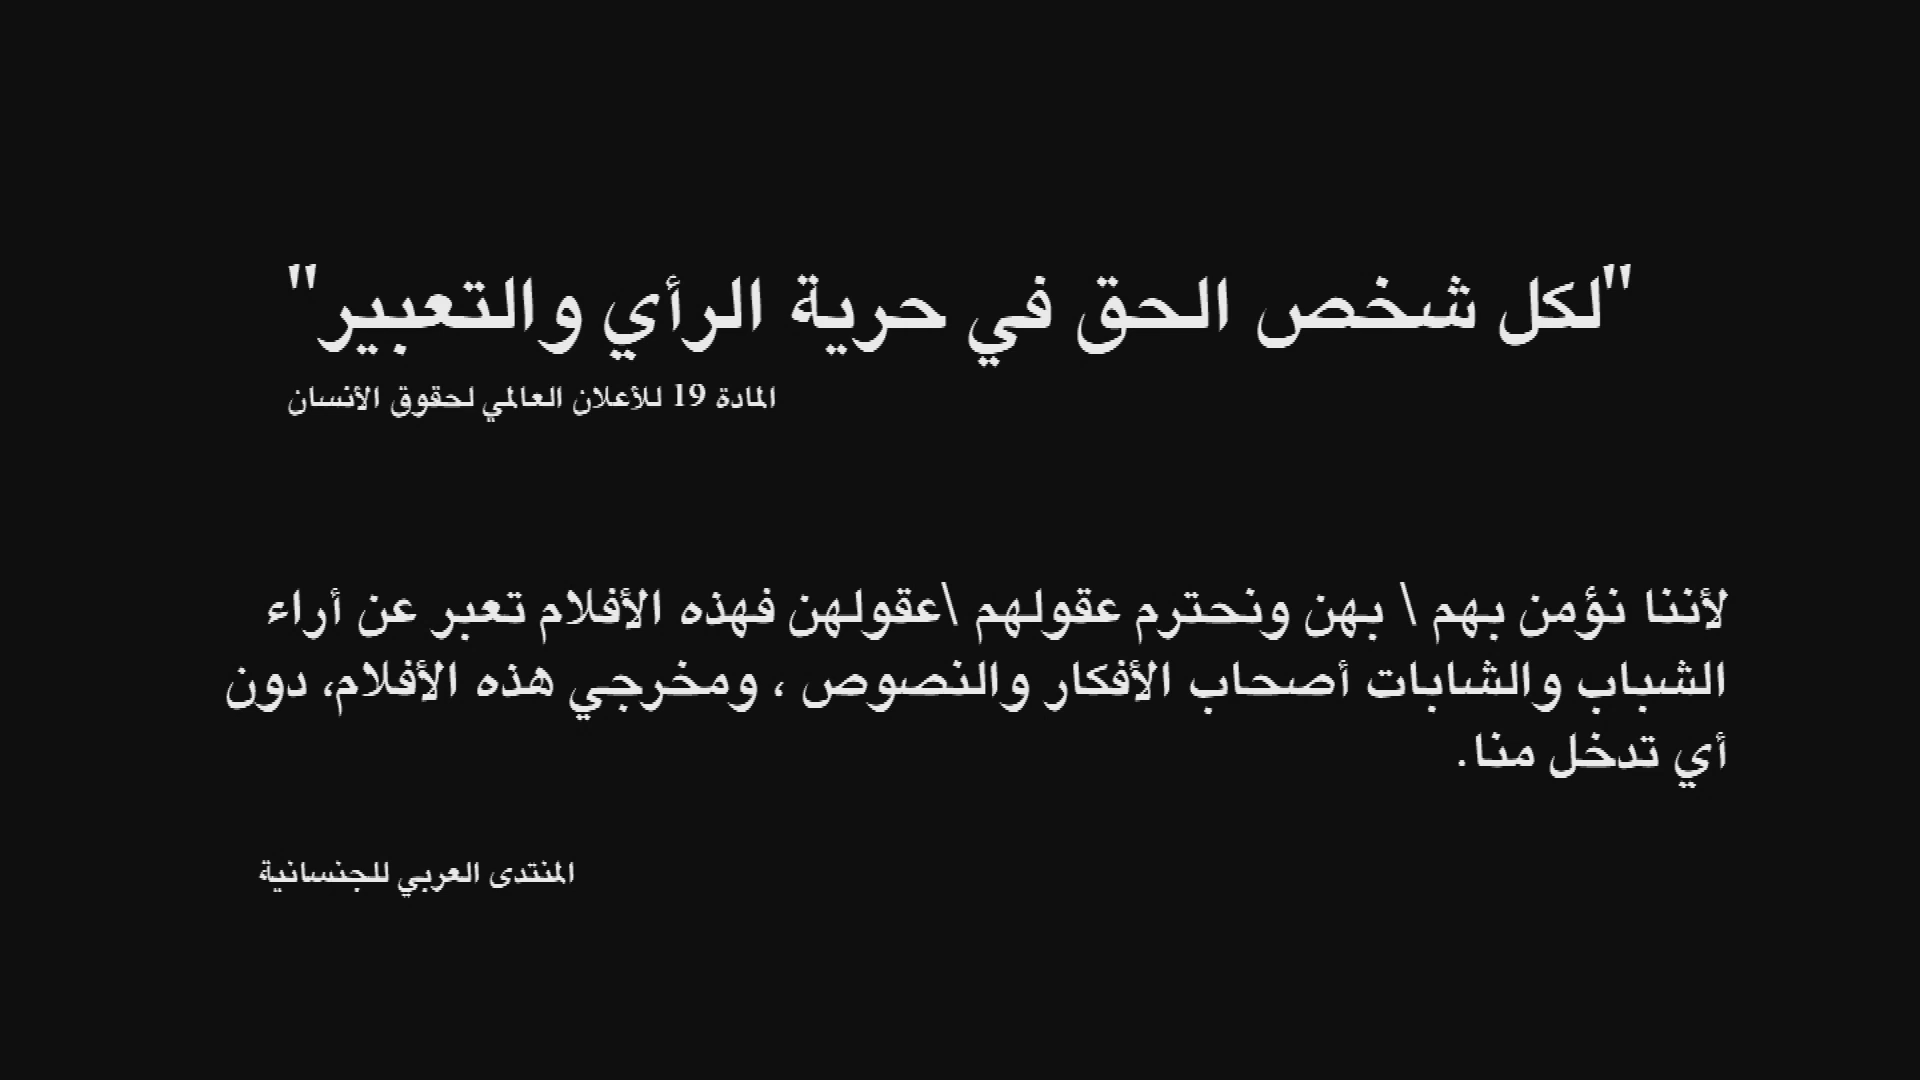 "لكل شخص الحق في حرية الرأي والتعبير"
المادة 19 للأعلان العالمي لحقوق الأنسان
لأننا نؤمن بهم \ بهن ونحترم عقولهم \عقولهن فهذه الأفلام تعبر عن أراء
الشباب والشابات أصحاب الأفكار والنصوص ، ومخرجي هذه الأفلام، دون
أي تدخل منا.
المنتدى العربي للجنسانية